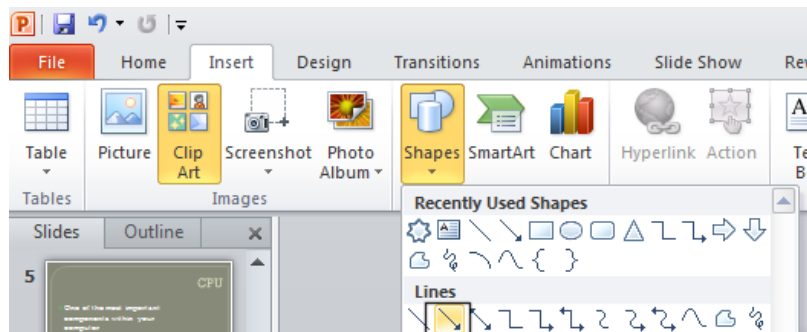 File Home Insert Design Transitions Animations Slide Show Rev
Table Picture Clip Art Screenshot Photo Album Shapes SmartArt Chart Hyperlink Action Te B
Tables Images
Recently Used Shapes
Slides Outline
Lines
5
CPU
One of the most important
components within your
computer